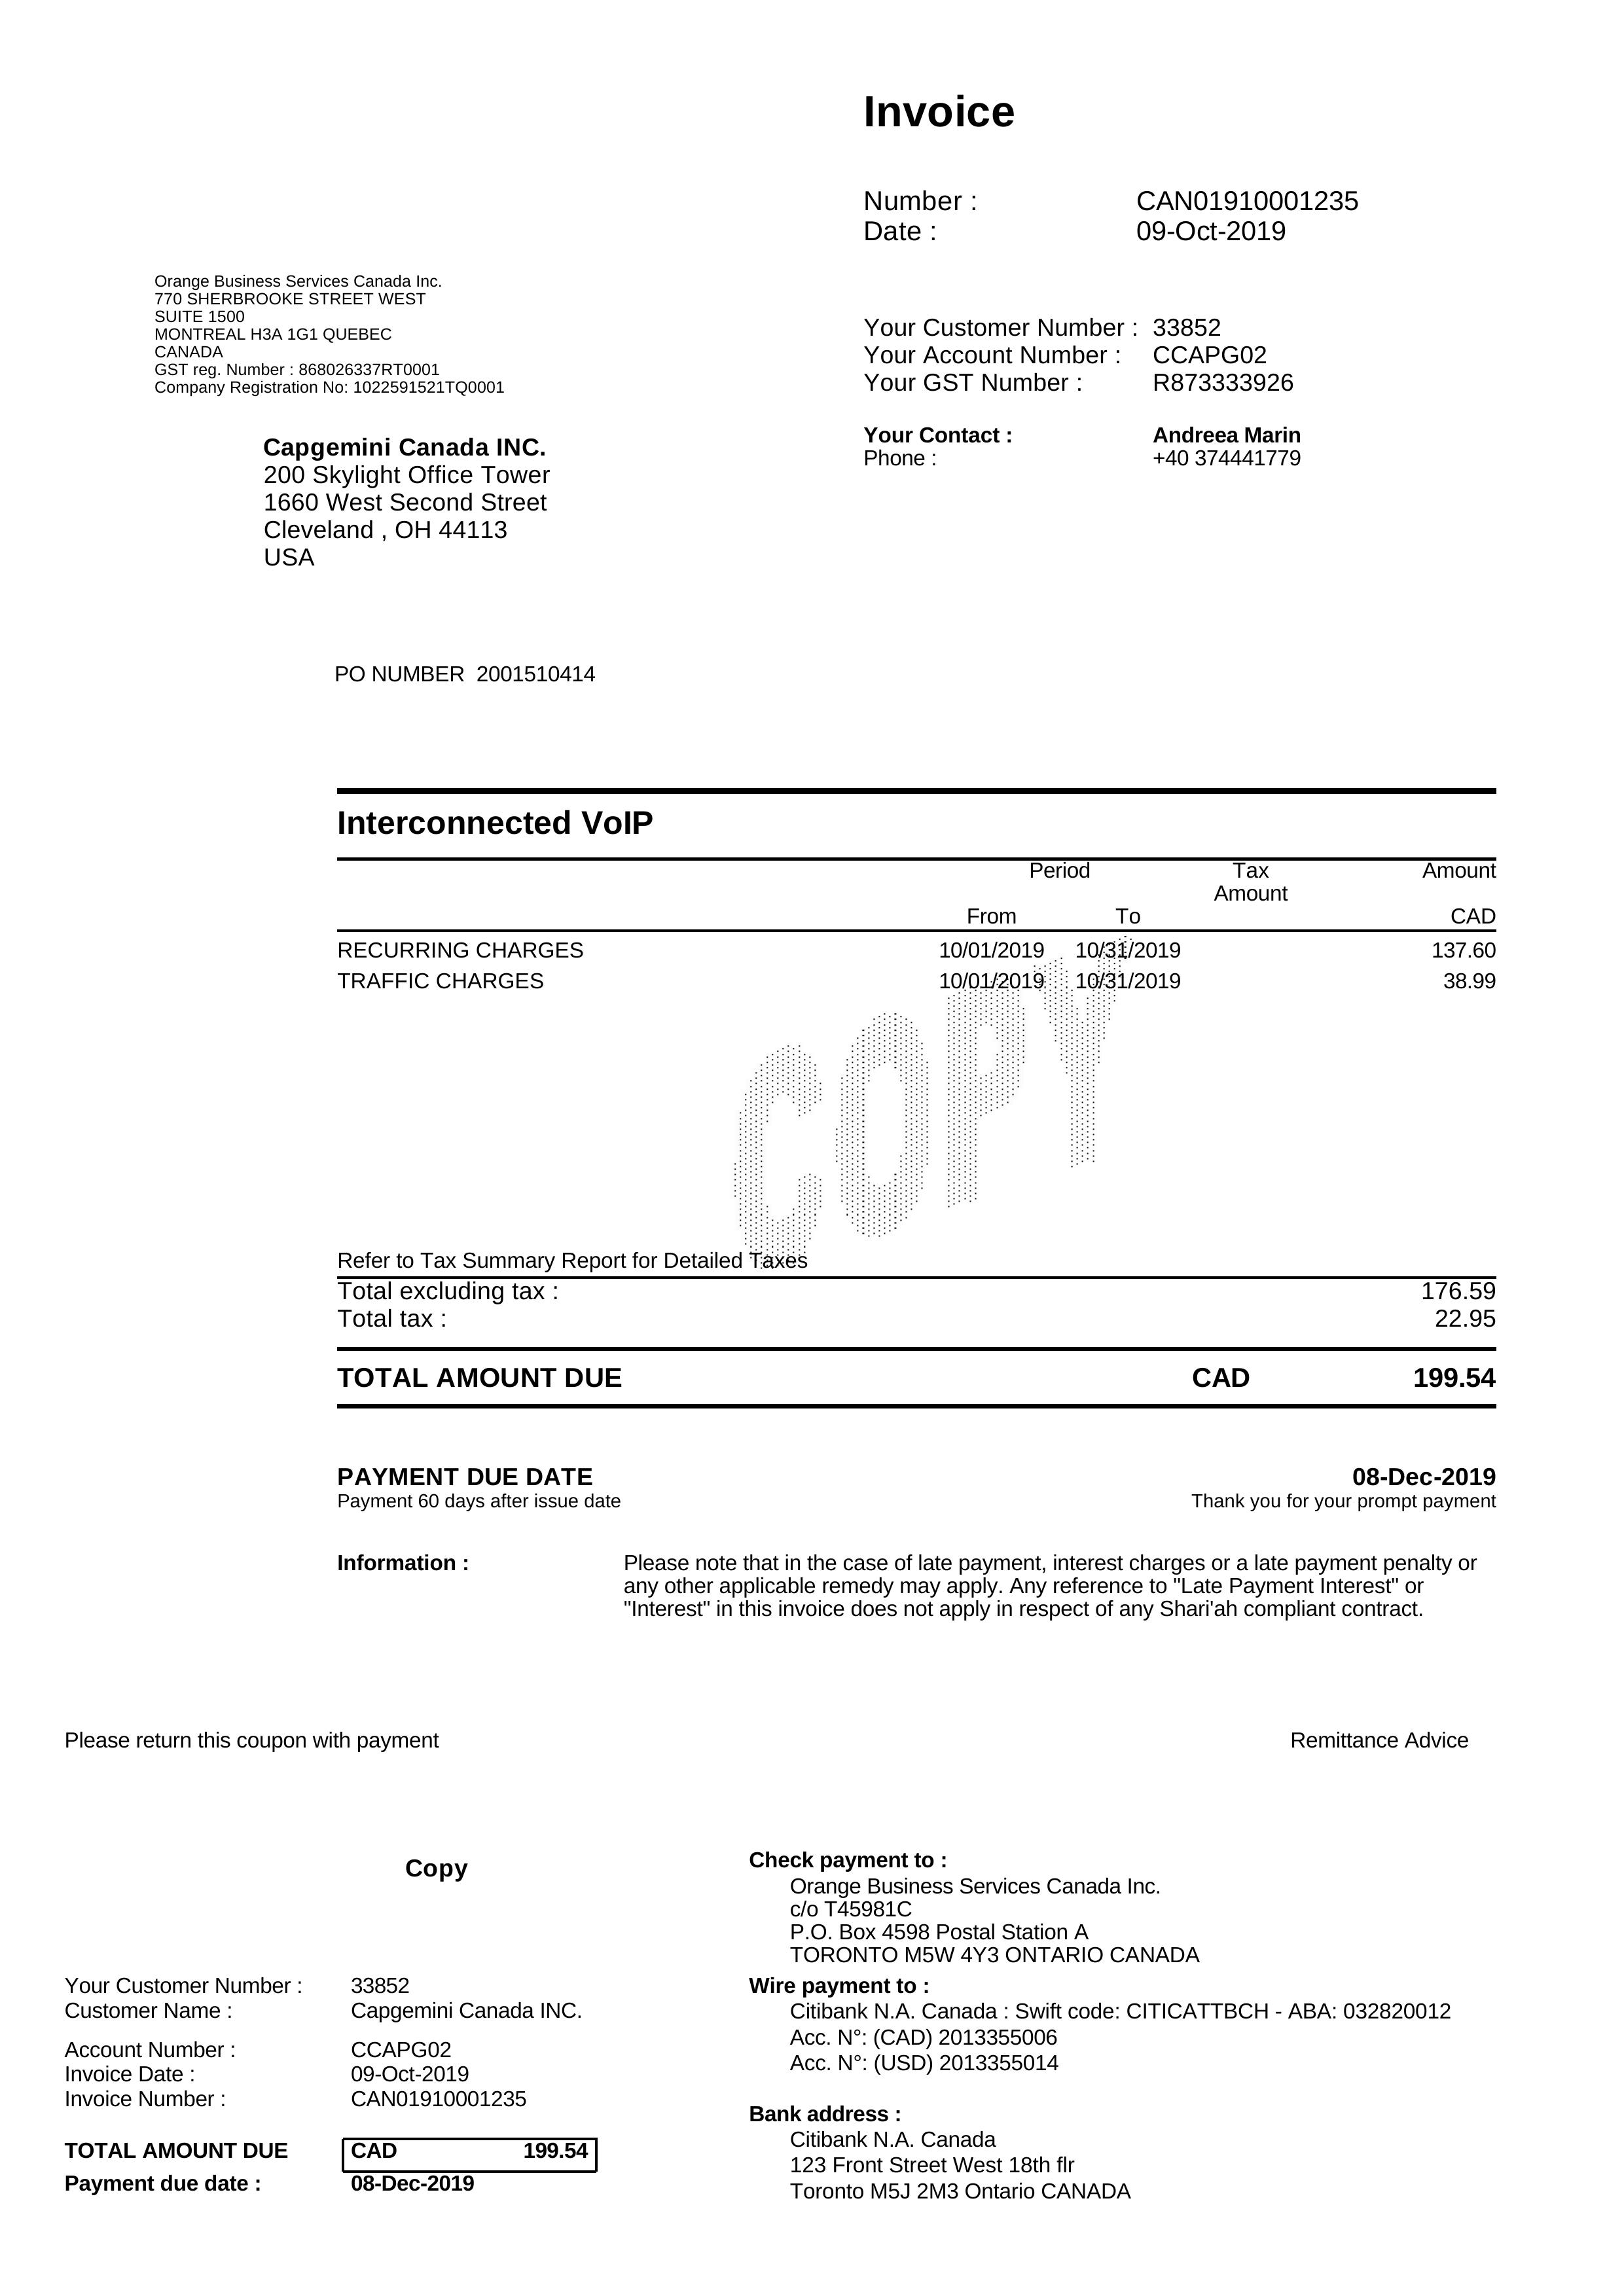 Invoice
Number : CAN01910001235
Date : 09-Oct-2019
Orange Business Services Canada Inc.
770 SHERBROOKE STREET WEST
SUITE 1500
MONTREAL H3A 1G1 QUEBEC
CANADA
GST reg. Number : 868026337RT0001
Company Registration No: 1022591521TQ0001
Your Customer Number : 33852
Your Account Number : CCAPG02
Your GST Number : R873333926
Your Contact : Andreea Marin
Phone : +40 374441779
Capgemini Canada INC.
200 Skylight Office Tower
1660 West Second Street
Cleveland , OH 44113
USA
PO NUMBER 2001510414
Interconnected VoIP
Period Tax Amount
Amount
From To CAD
RECURRING CHARGES 10/01/2019 10/31/2019 137.60
TRAFFIC CHARGES 10/01/2019 10/31/2019 38.99
COPY
Refer to Tax Summary Report for Detailed Taxes
Total excluding tax : 176.59
Total tax : 22.95
TOTAL AMOUNT DUE CAD 199.54
PAYMENT DUE DATE 08-Dec-2019
Payment 60 days after issue date Thank you for your prompt payment
Information : Please note that in the case of late payment, interest charges or a late payment penalty or
any other applicable remedy may apply. Any reference to "Late Payment Interest" or
"Interest" in this invoice does not apply in respect of any Shari'ah compliant contract.
Please return this coupon with payment Remittance Advice
Copy
Your Customer Number : 33852
Customer Name : Capgemini Canada INC.
Account Number : CCAPG02
Invoice Date : 09-Oct-2019
Invoice Number : CAN01910001235
TOTAL AMOUNT DUE CAD 199.54
Payment due date : 08-Dec-2019
Check payment to :
Orange Business Services Canada Inc.
c/o T45981C
P.O. Box 4598 Postal Station A
TORONTO M5W 4Y3 ONTARIO CANADA
Wire payment to :
Citibank N.A. Canada : Swift code: CITICATTBCH - ABA: 032820012
Acc. N°: (CAD) 2013355006
Acc. N°: (USD) 2013355014
Bank address :
Citibank N.A. Canada
123 Front Street West 18th flr
Toronto M5J 2M3 Ontario CANADA